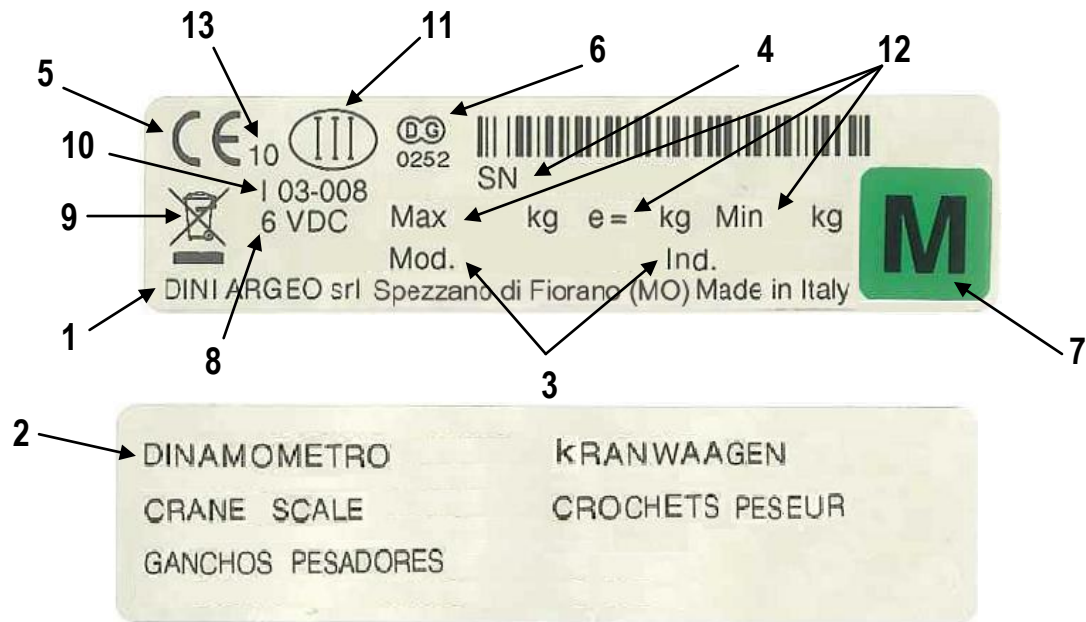 13 11 6 4 12
5
CE 10 III DG 0252
10
SN
I 03-008
9
6 VDC Max kg e = kg Min kg
Mod. Ind.
M
DINI ARGEO srl Spezzano di Fiorano (MO) Made in Italy
1 8 3 7
2
DINAMOMETRO kRANWAAGEN
CRANE SCALE CROCHETS PESEUR
GANCHOS PESADORES